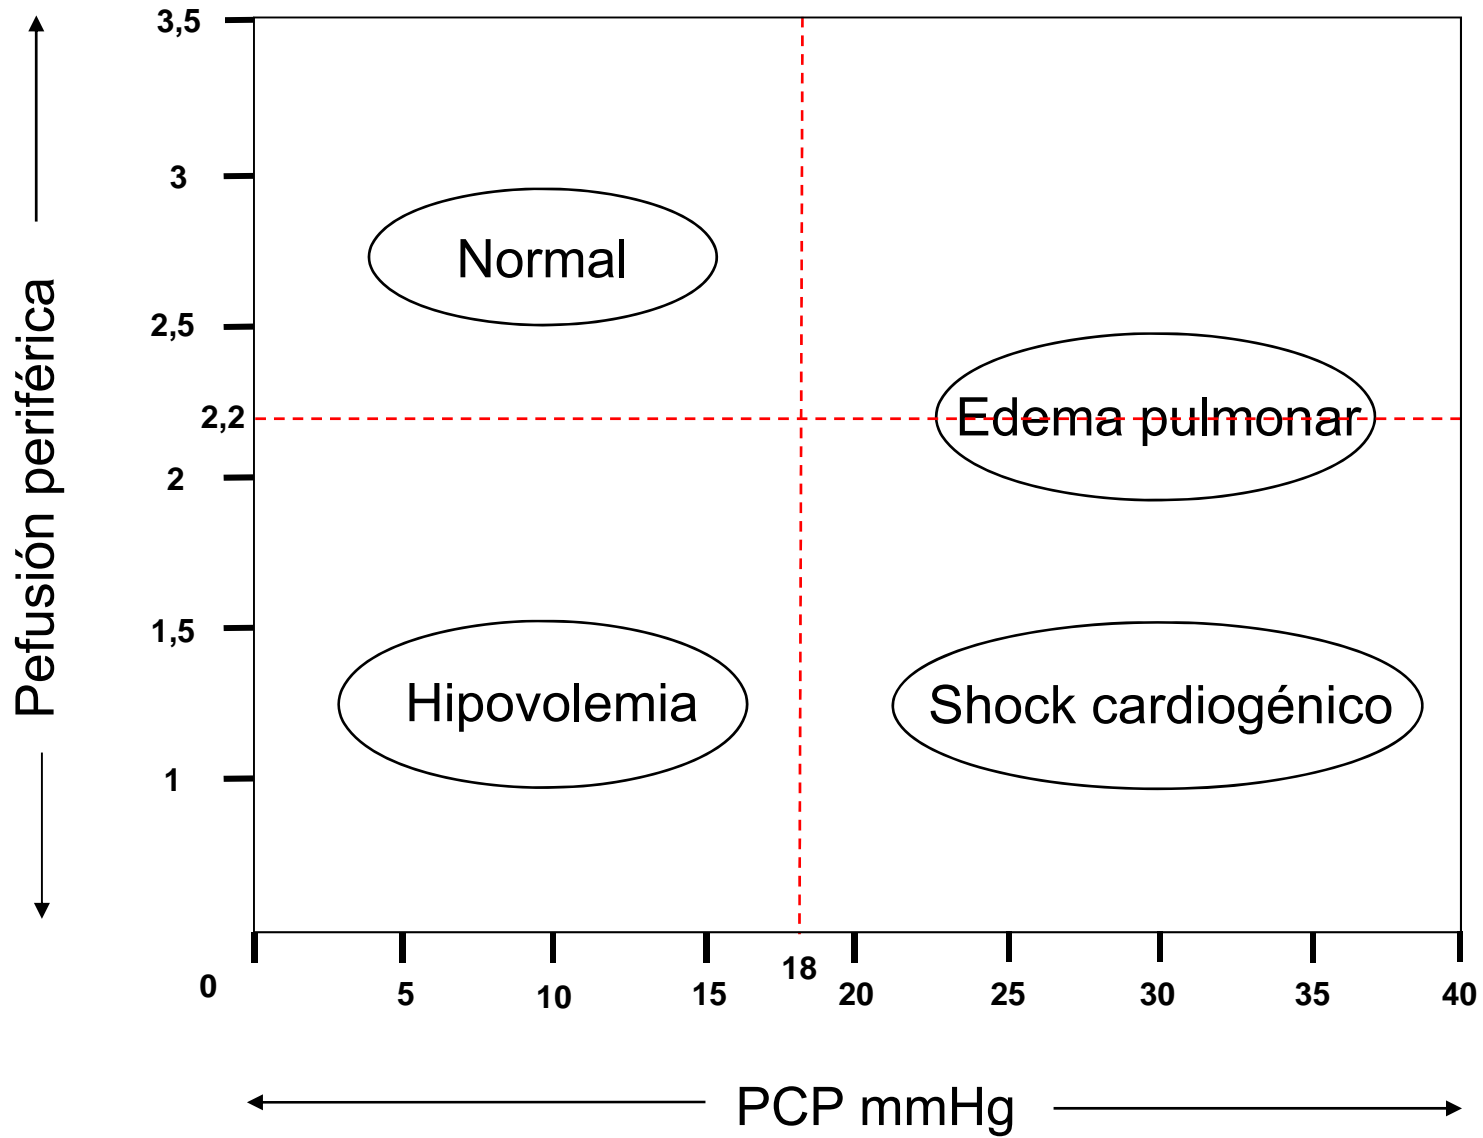 Pefusión periférica
3,5
3
2,5
2,2
2
1,5
1
Normal
Edema pulmonar
Hipovolemia
Shock cardiogénico
0
5
10
15
18
20
25
30
35
40
PCP mmHg